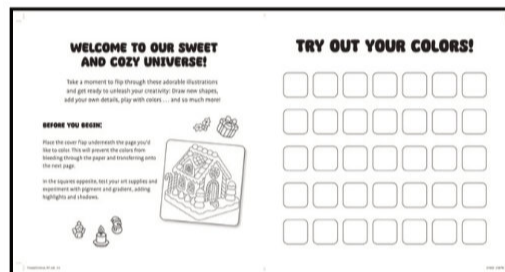 WELCOME TO OUR SWEET
AND COZY UNIVERSE!
Take a moment to flip through these adorable illustrations
and get ready to unleash your creativity: Draw new shapes,
add your own details, play with colors . . . and so much more!
BEFORE YOU BEGIN:
Place the cover flap underneath the page you'd
like to color. This will prevent the colors from
bleeding through the paper and transferring onto
the next page.
In the squares opposite, test your art supplies and
experiment with pigment and gradient, adding
highlights and shadows.
TRY OUT YOUR COLORS!